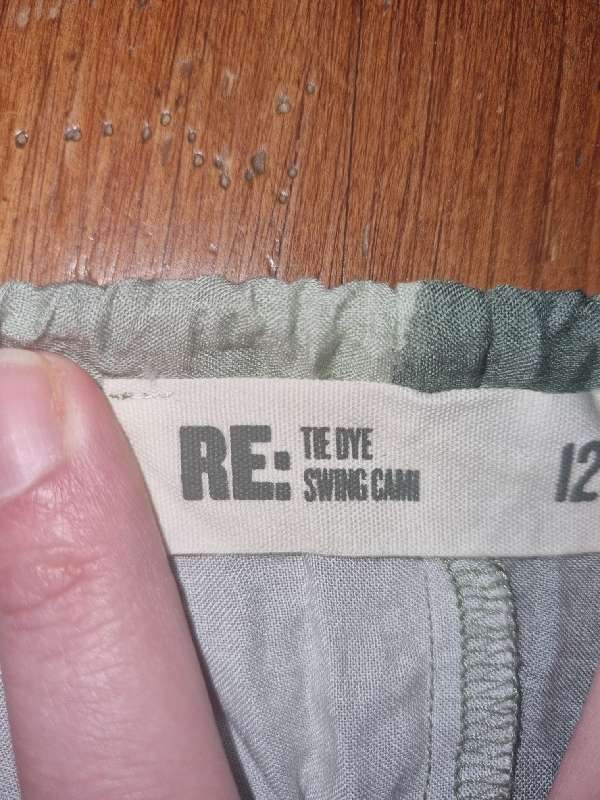 RE:
TIE DYE
SWING CAMI
12